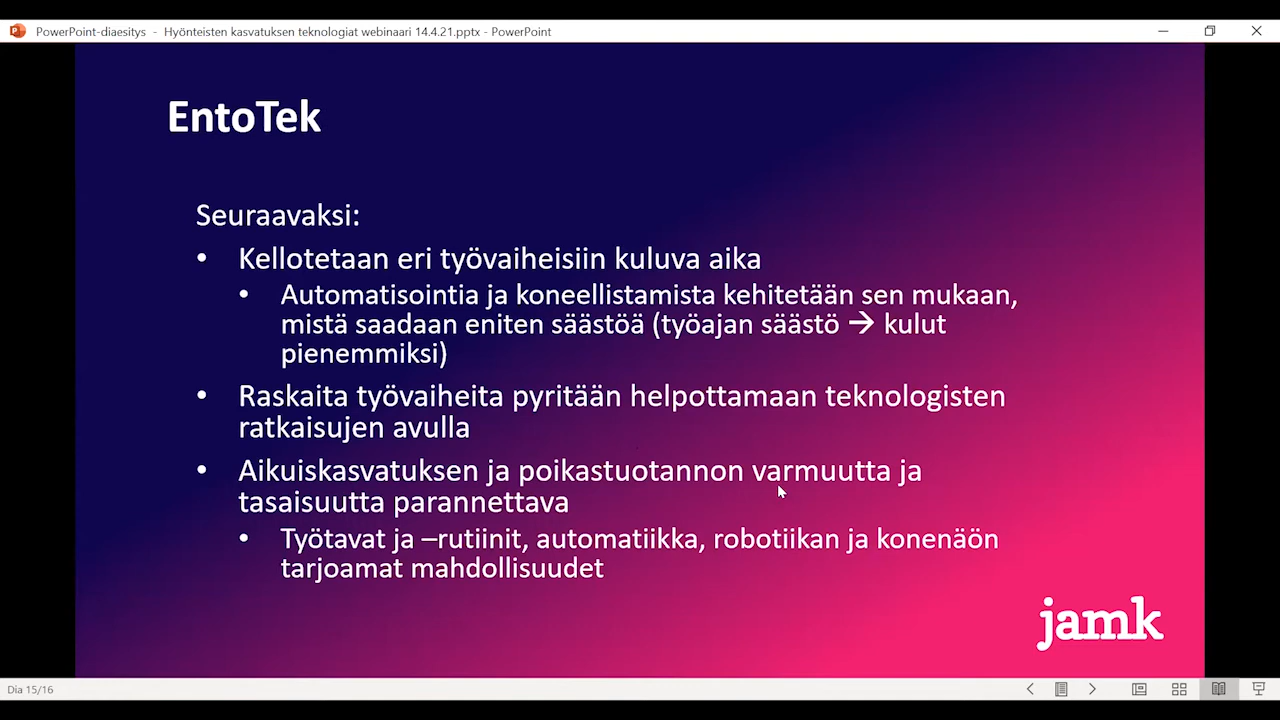 PowerPoint-diaesitys - Hyönteisten kasvatuksen teknologiat webinaari 14.4.21.pptx - PowerPoint
EntoTek
Seuraavaksi:
• Kellotetaan eri työvaiheisiin kuluva aika
• Automatisointia ja koneellistamista kehitetään sen mukaan,
mistä saadaan eniten säästöä (työajan säästö → kulut
pienemmiksi)
• Raskaita työvaiheita pyritään helpottamaan teknologisten
ratkaisujen avulla
• Aikuiskasvatuksen ja poikastuotannon varmuutta ja
tasaisuutta parannettava
• Työtavat ja –rutiinit, automatiikka, robotiikan ja konenäön
tarjoamat mahdollisuudet
jamk
Dia 15/16